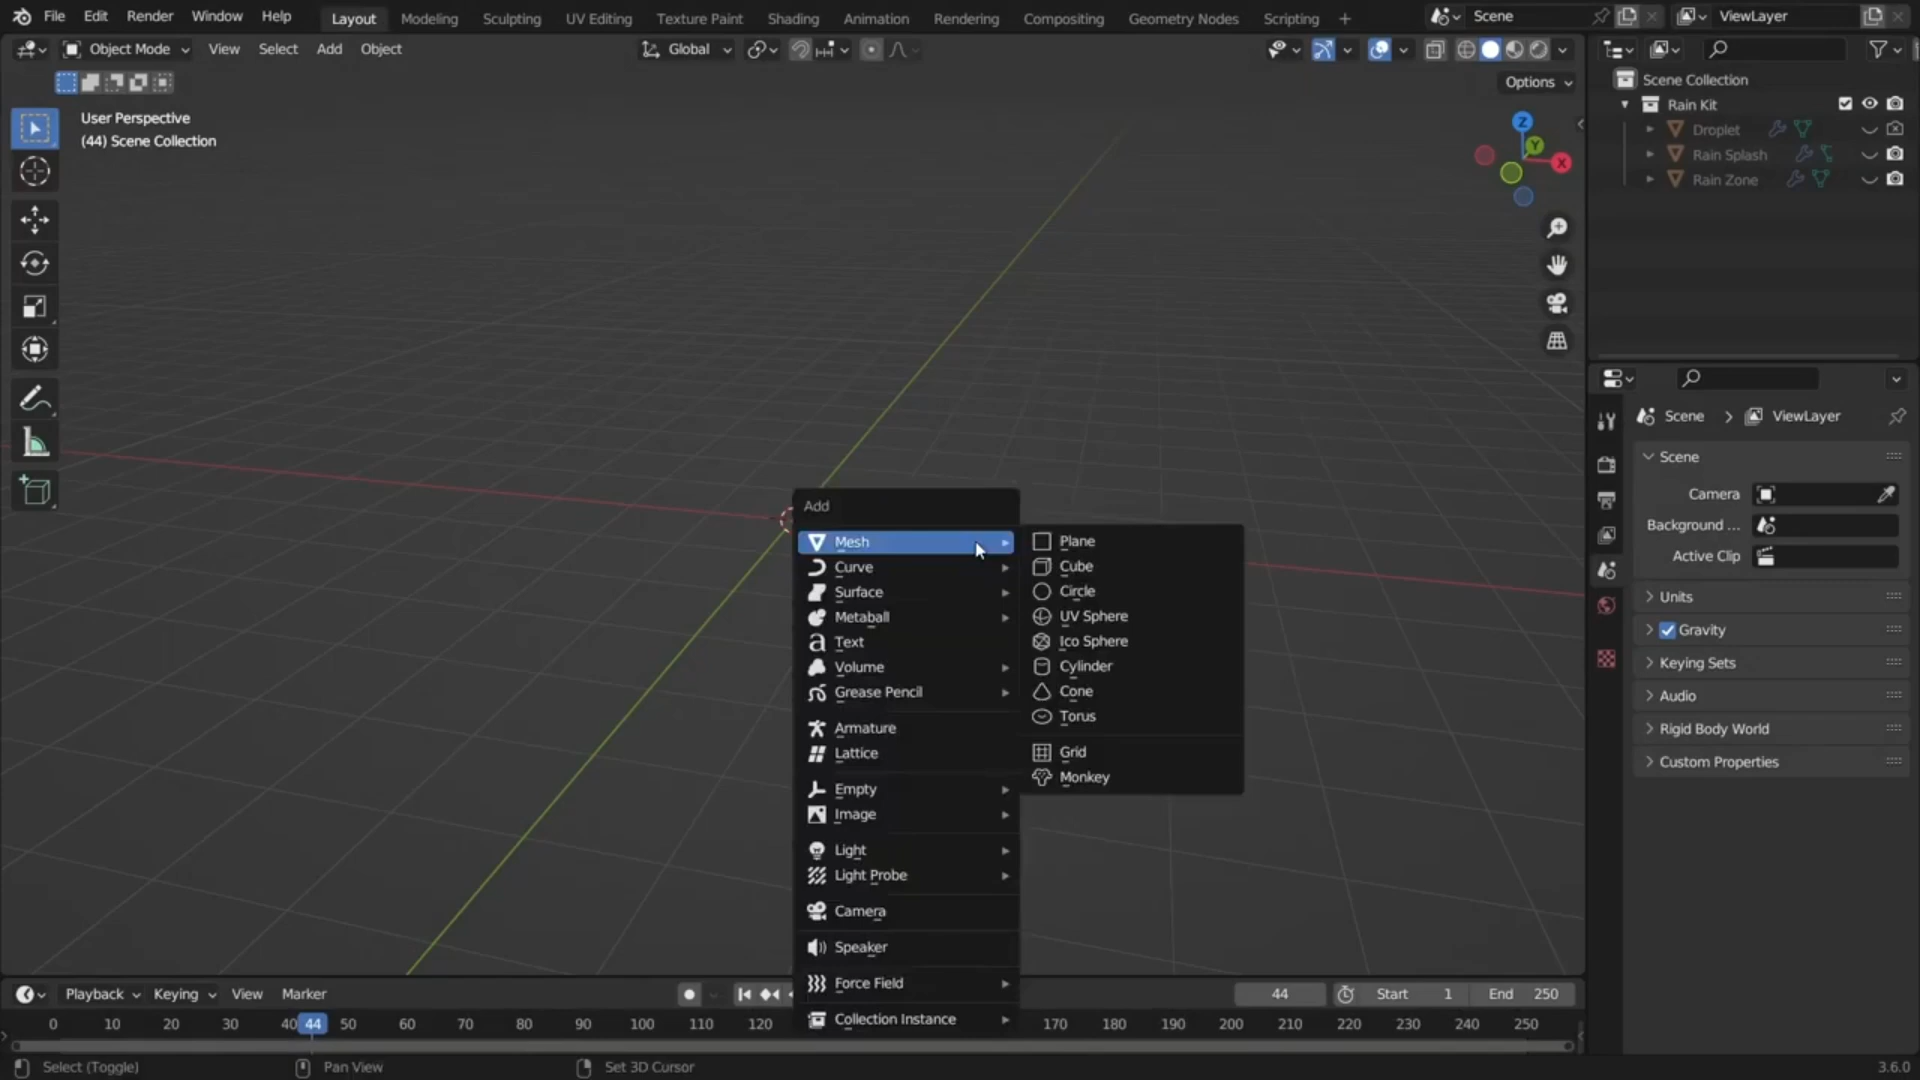 File Edit Render Window Help Layout Modeling Sculpting UV Editing Texture Paint Shading Animation Rendering Compositing Geometry Nodes Scripting + Scene ViewLayer
Object Mode View Select Add Object Global
Options
User Perspective
(44) Scene Collection
Z
Y
X
Scene Collection
Rain Kit
Droplet
Rain Splash
Rain Zone
Scene > ViewLayer
Scene
Camera
Background ...
Active Clip
Units
Gravity
Keying Sets
Audio
Rigid Body World
Custom Properties
Add
Mesh
Curve
Surface
Metaball
Text
Volume
Grease Pencil
Armature
Lattice
Empty
Image
Light
Light Probe
Camera
Speaker
Force Field
Collection Instance
Plane
Cube
Circle
UV Sphere
Ico Sphere
Cylinder
Cone
Torus
Grid
Monkey
Playback Keying View Marker 44 Start 1 End 250
0 10 20 30 40 44 50 60 70 80 90 100 110 120 170 180 190 200 210 220 230 240 250
Select (Toggle) Pan View Set 3D Cursor 3.6.0